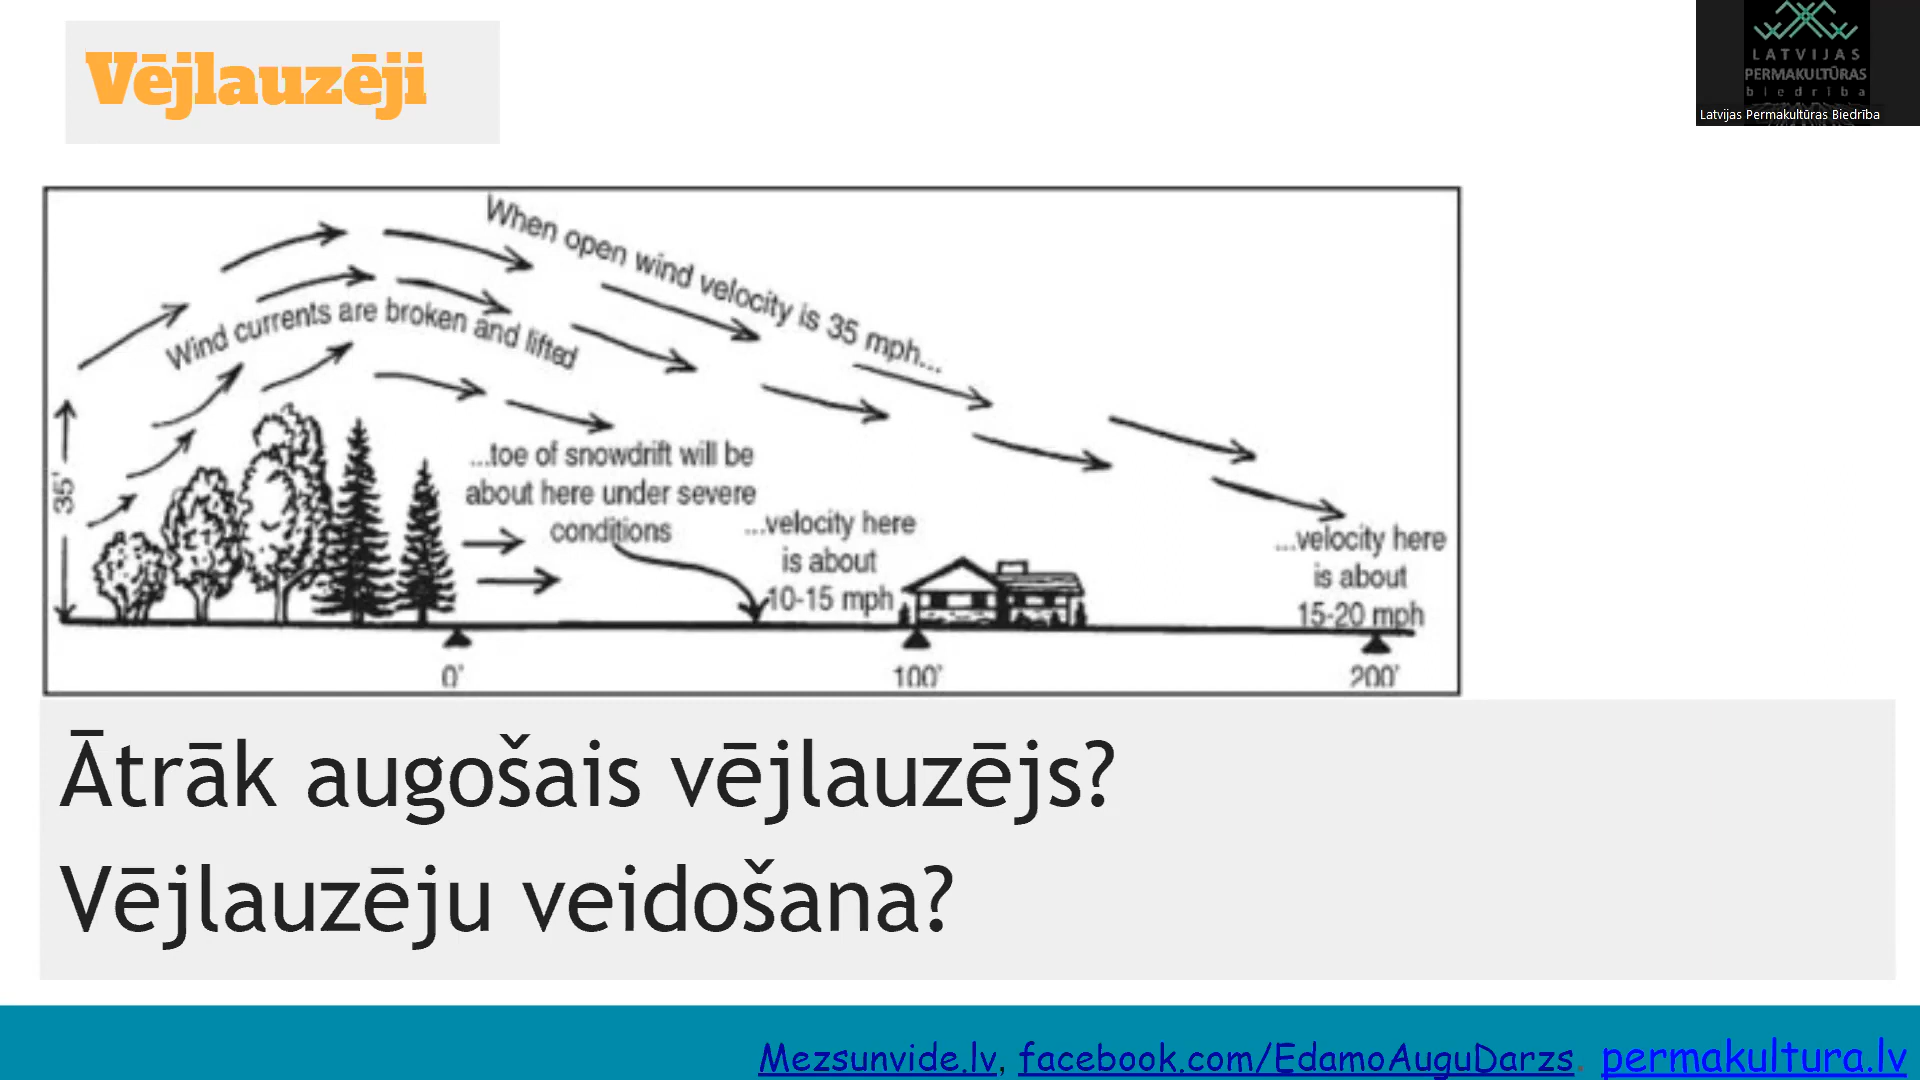 Vējlauzēji
LATVIJAS
PERMAKULTŪRAS
biedrība
Latvijas Permakultūras Biedrība
When open wind velocity is 35 mph...
Wind currents are broken and lifted
35'
...toe of snowdrift will be
about here under severe
conditions
...velocity here
is about
10-15 mph
...velocity here
is about
15-20 mph
0'
100'
200'
Ātrāk augošais vējlauzējs?
Vējlauzēju veidošana?
Mezsunvide.lv, facebook.com/EdamoAuguDarzs. permakultura.lv